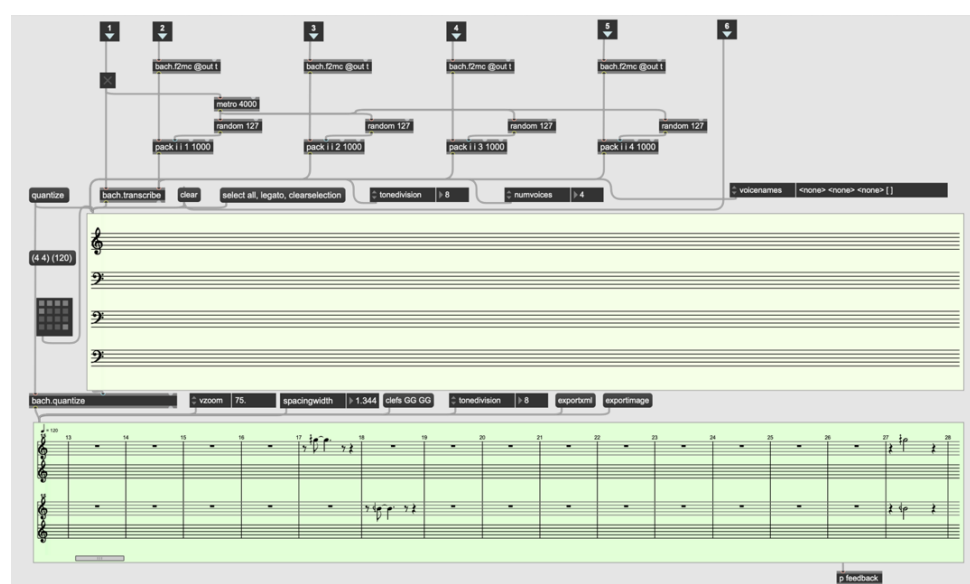 1 2 3 4 5 6
bach.f2mc @out t bach.f2mc @out t bach.f2mc @out t bach.f2mc @out t
metro 4000
random 127 random 127 random 127 random 127
pack i i 1 1000 pack i i 2 1000 pack i i 3 1000 pack i i 4 1000
quantize bach.transcribe clear select all, legato, clearselection tonedivision 8 numvoices 4 voicenames <none> <none> <none> [ ]
(4 4) (120)
bach.quantize vzoom 75. spacingwidth 1.344 clefs GG GG tonedivision 8 exportxml exportimage
= 120
13 14 15 16 17 18 19 20 21 22 23 24 25 26 27 28
p feedback